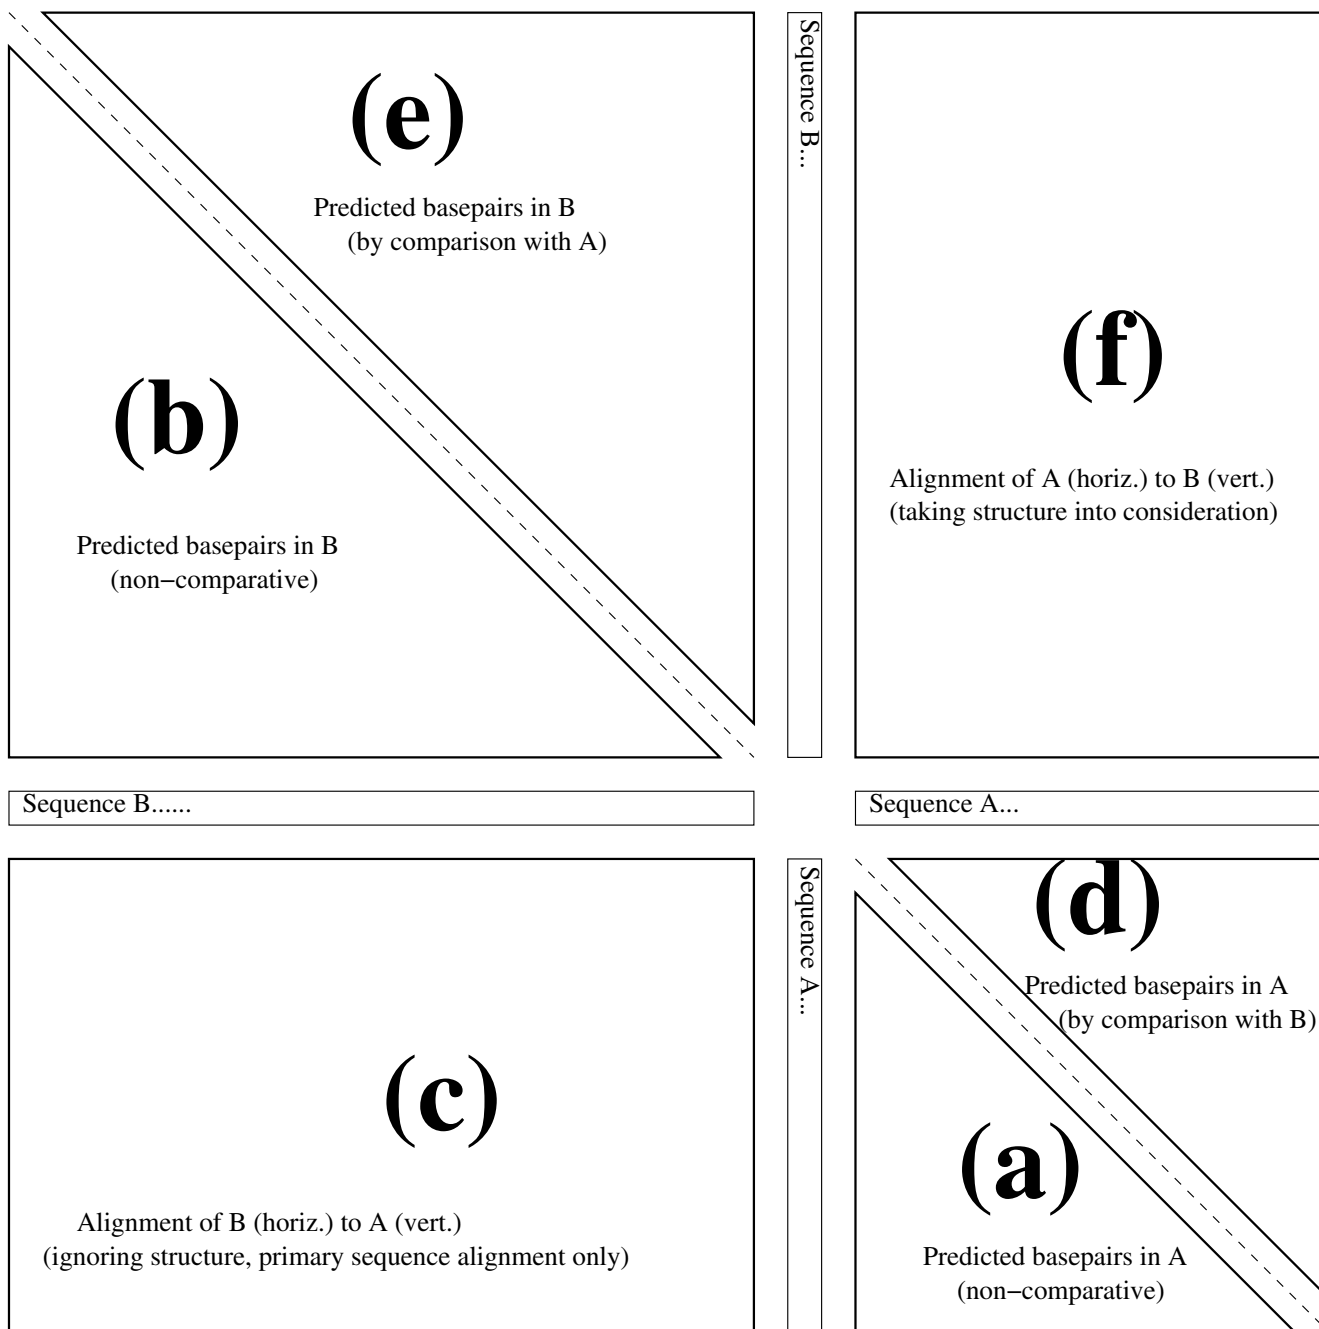 (e)
Predicted basepairs in B
(by comparison with A)
(b)
Predicted basepairs in B
(non−comparative)
Sequence B...
(f)
Alignment of A (horiz.) to B (vert.)
(taking structure into consideration)
Sequence B......
Sequence A...
(c)
Alignment of B (horiz.) to A (vert.)
(ignoring structure, primary sequence alignment only)
Sequence A...
(d)
Predicted basepairs in A
(by comparison with B)
(a)
Predicted basepairs in A
(non−comparative)